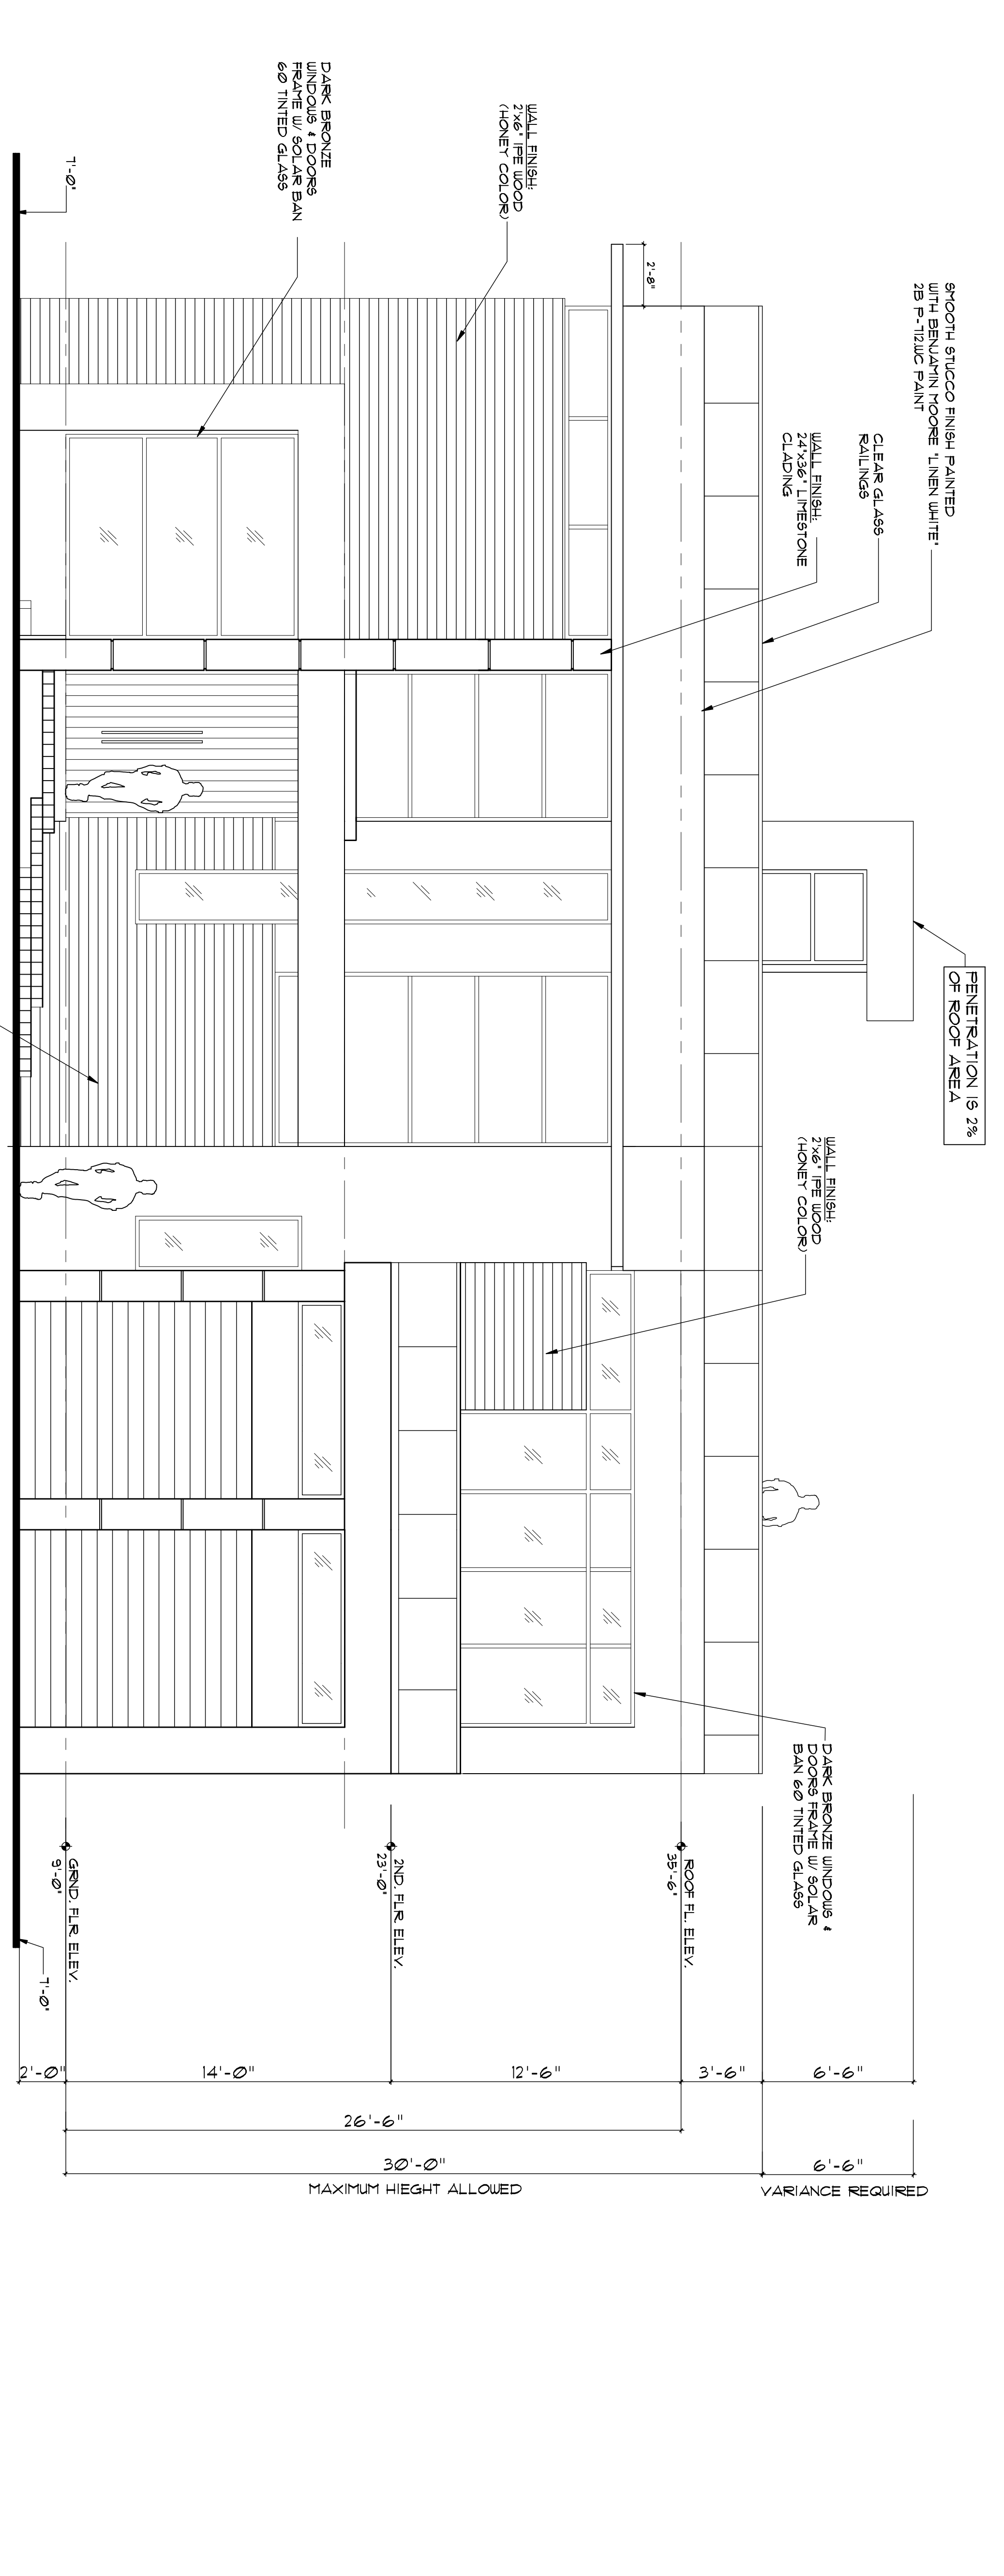 SMOOTH STUCCO FINISH PAINTED
WITH BENJAMIN MOORE "LINEN WHITE"
2B P-712.WC PAINT
CLEAR GLASS
RAILINGS
WALL FINISH:
24"x36" LIMESTONE
CLADING
WALL FINISH:
2"x6" IPE WOOD
(HONEY COLOR)
DARK BRONZE
WINDOWS & DOORS
FRAME W/ SOLAR BAN
60 TINTED GLASS
7'-0"
2'-8"
PENETRATION IS 2%
OF ROOF AREA
WALL FINISH:
2"x6" IPE WOOD
(HONEY COLOR)
DARK BRONZE WINDOWS &
DOORS FRAME W/ SOLAR
BAN 60 TINTED GLASS
ROOF FL. ELEV.
35'-6"
2ND. FLR. ELEV.
23'-0"
GRND. FLR. ELEV.
9'-0"
7'-0"
2'-0"
14'-0"
12'-6"
3'-6"
6'-6"
26'-6"
30'-0"
6'-6"
MAXIMUM HIEGHT ALLOWED
VARIANCE REQUIRED